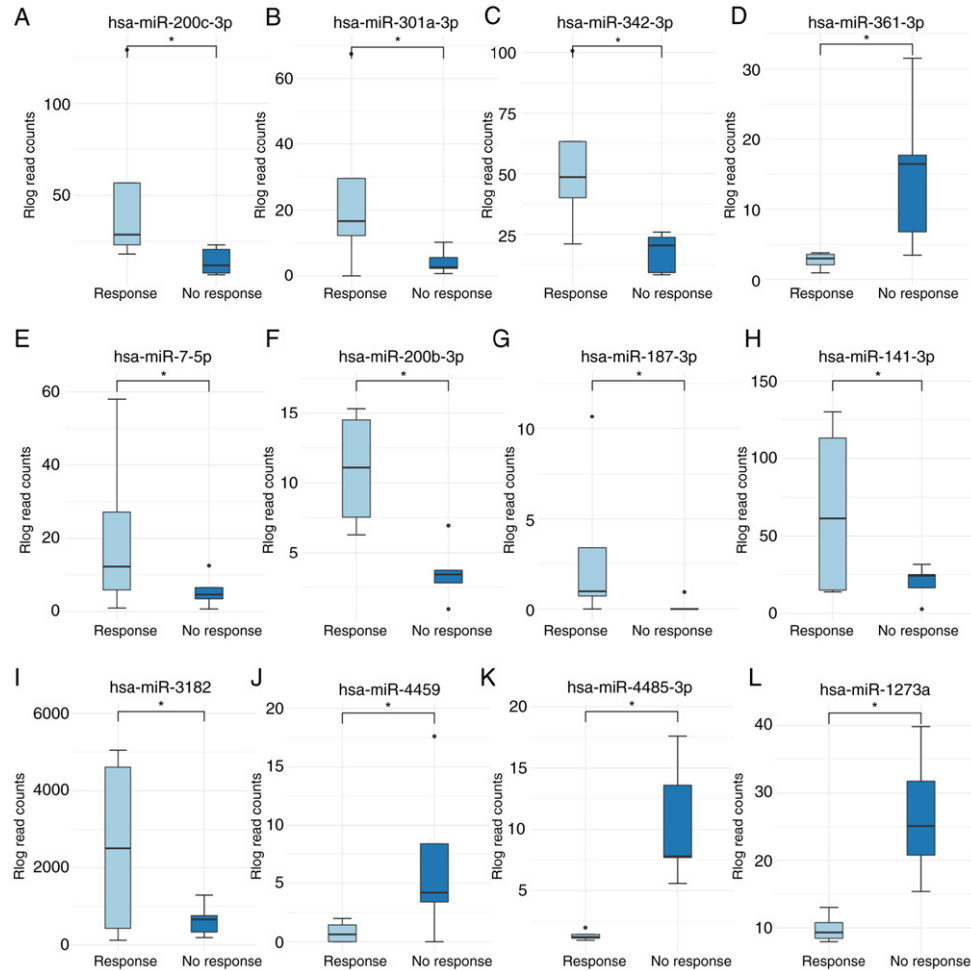 A
hsa-miR-200c-3p
*
Rlog read counts
100
50
Response
No response
B
hsa-miR-301a-3p
*
Rlog read counts
60
40
20
0
Response
No response
C
hsa-miR-342-3p
*
Rlog read counts
100
75
50
25
Response
No response
D
hsa-miR-361-3p
*
Rlog read counts
30
20
10
0
Response
No response
E
hsa-miR-7-5p
*
Rlog read counts
60
40
20
0
Response
No response
F
hsa-miR-200b-3p
*
Rlog read counts
15
10
5
Response
No response
G
hsa-miR-187-3p
*
Rlog read counts
10
5
0
Response
No response
H
hsa-miR-141-3p
*
Rlog read counts
150
100
50
0
Response
No response
I
hsa-miR-3182
*
Rlog read counts
6000
4000
2000
0
Response
No response
J
hsa-miR-4459
*
Rlog read counts
20
15
10
5
0
Response
No response
K
hsa-miR-4485-3p
*
Rlog read counts
20
15
10
5
Response
No response
L
hsa-miR-1273a
*
Rlog read counts
40
30
20
10
Response
No response